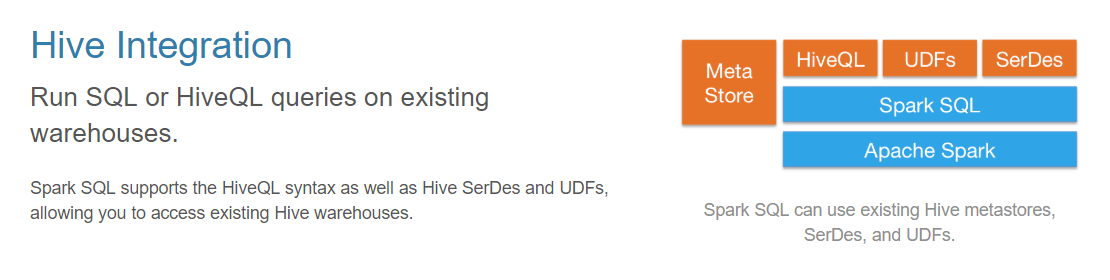 Hive Integration
Run SQL or HiveQL queries on existing
warehouses.
Spark SQL supports the HiveQL syntax as well as Hive SerDes and UDFs,
allowing you to access existing Hive warehouses.
Meta
Store
HiveQL
UDFs
SerDes
Spark SQL
Apache Spark
Spark SQL can use existing Hive metastores,
SerDes, and UDFs.